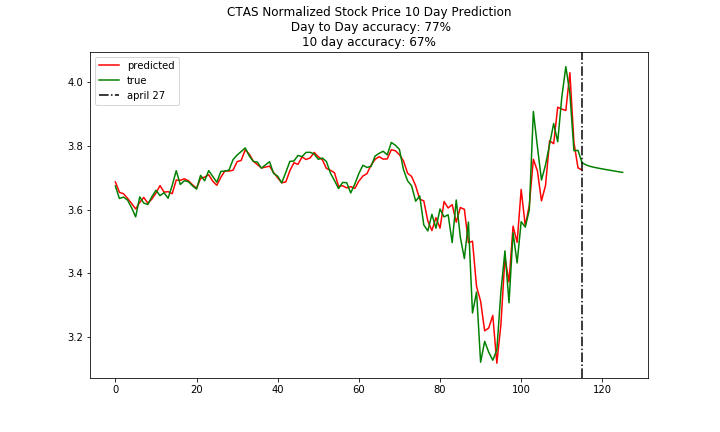 CTAS Normalized Stock Price 10 Day Prediction
Day to Day accuracy: 77%
10 day accuracy: 67%
predicted
true
april 27
4.0
3.8
3.6
3.4
3.2
0
20
40
60
80
100
120